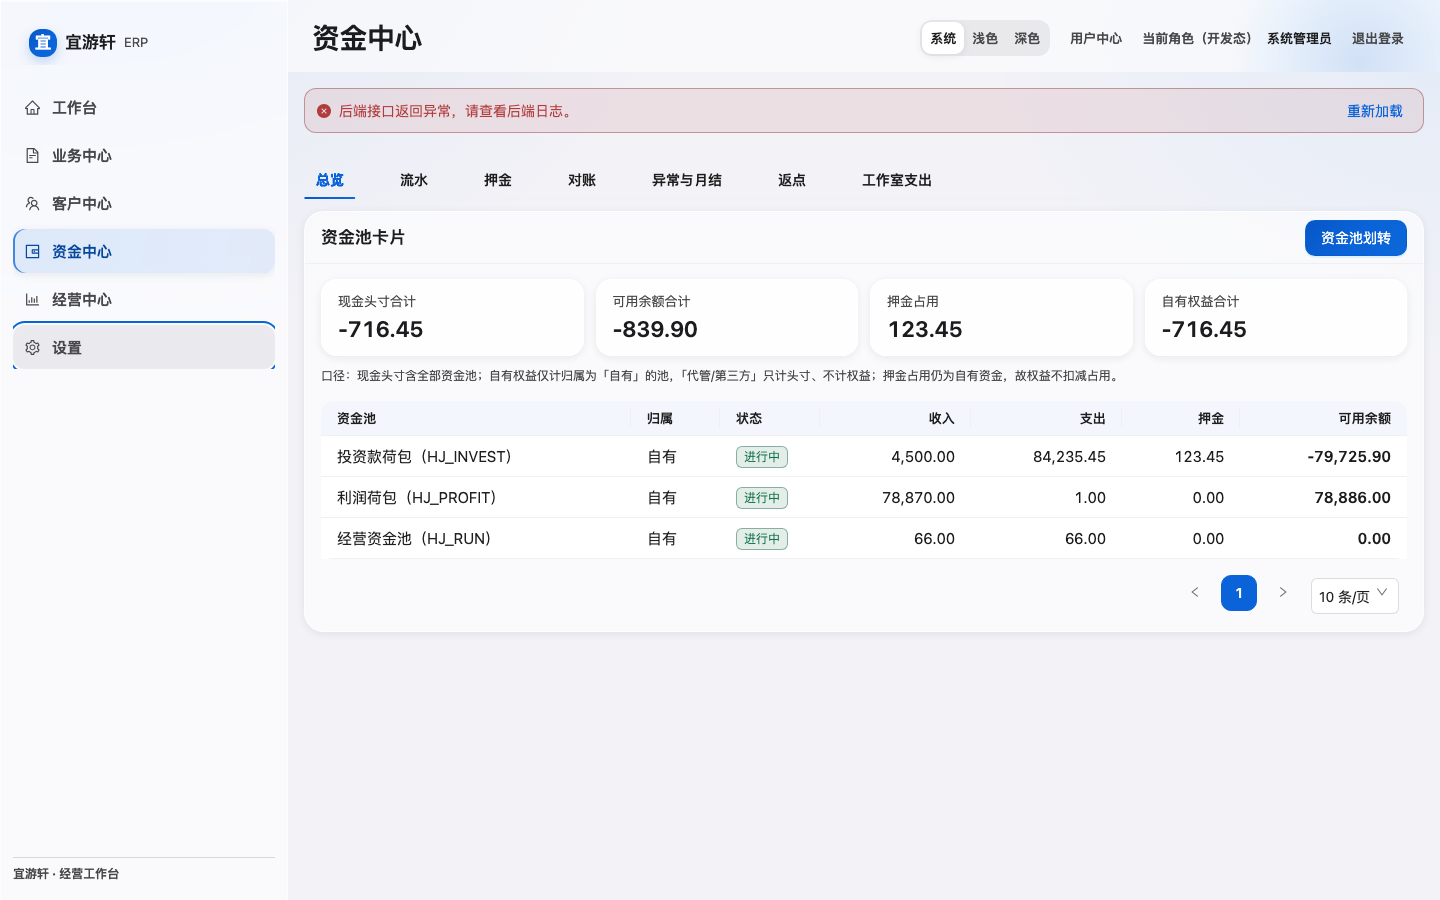 宜 宜游轩 ERP
工作台
业务中心
客户中心
资金中心
经营中心
设置
宜游轩 · 经营工作台
资金中心
系统 浅色 深色 用户中心 当前角色（开发态） 系统管理员 退出登录
后端接口返回异常，请查看后端日志。 重新加载
总览 流水 押金 对账 异常与月结 返点 工作室支出
资金池卡片 资金池划转
现金头寸合计 可用余额合计 押金占用 自有权益合计
-716.45 -839.90 123.45 -716.45
口径：现金头寸含全部资金池；自有权益仅计归属为「自有」的池，「代管/第三方」只计头寸、不计权益；押金占用仍为自有资金，故权益不扣减占用。
资金池 归属 状态 收入 支出 押金 可用余额
投资款荷包（HJ_INVEST） 自有 进行中 4,500.00 84,235.45 123.45 -79,725.90
利润荷包（HJ_PROFIT） 自有 进行中 78,870.00 1.00 0.00 78,886.00
经营资金池（HJ_RUN） 自有 进行中 66.00 66.00 0.00 0.00
1 10 条/页